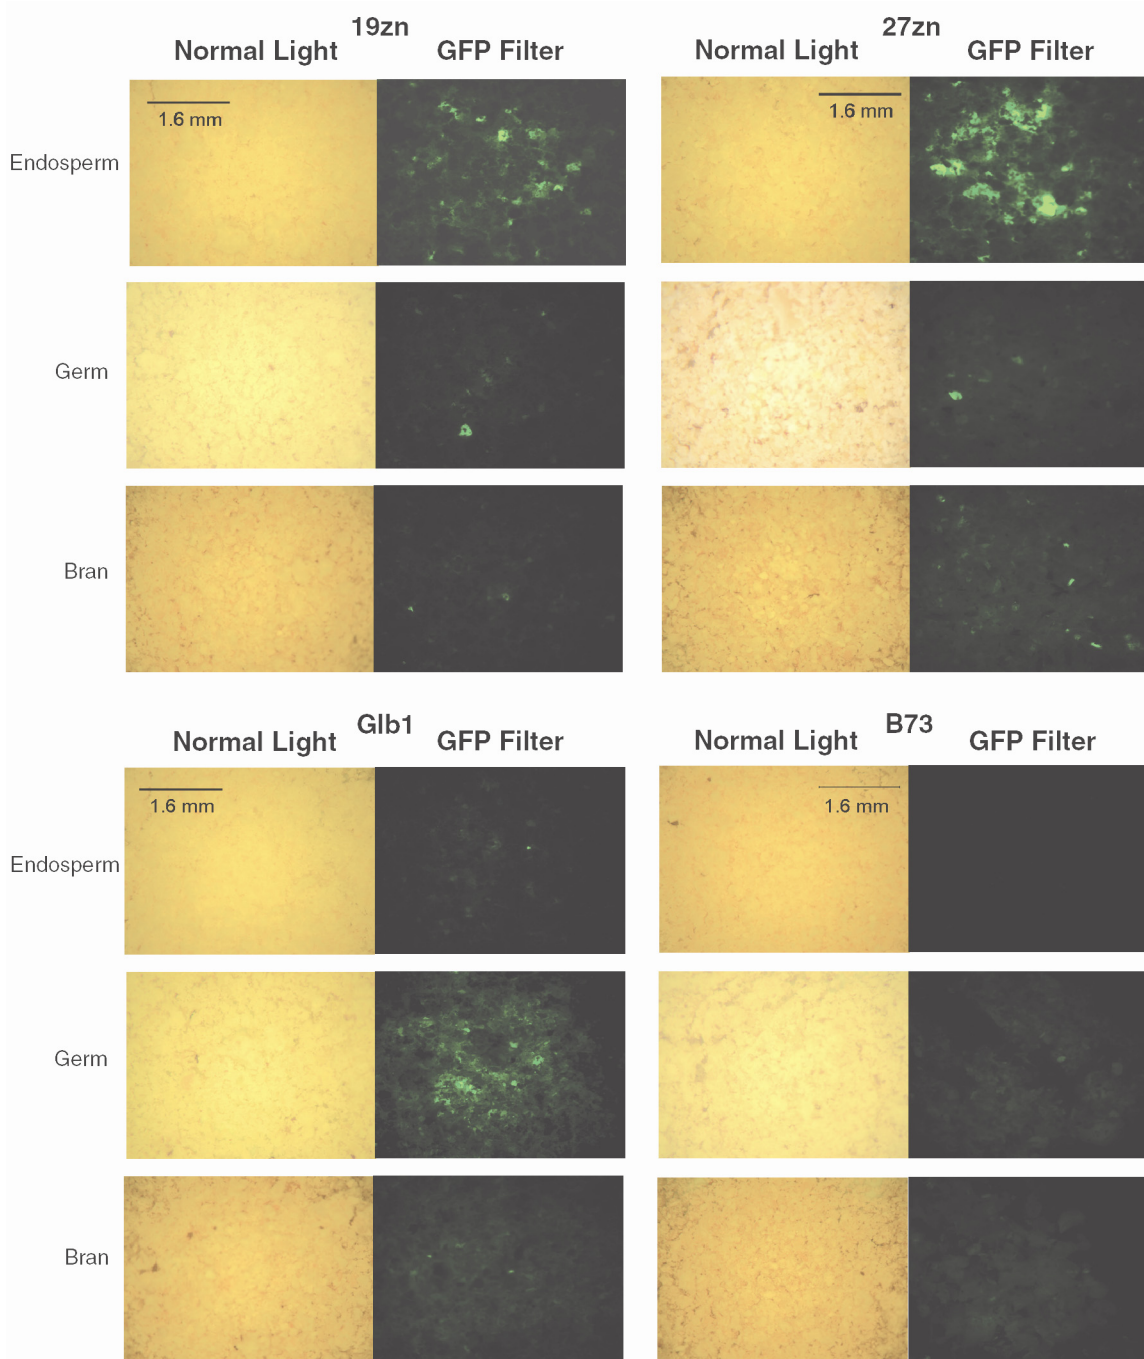 19zn
Normal Light GFP Filter
27zn
Normal Light GFP Filter
Endosperm
1.6 mm
1.6 mm
Germ
Bran
Glb1
Normal Light GFP Filter
B73
Normal Light GFP Filter
Endosperm
1.6 mm
1.6 mm
Germ
Bran